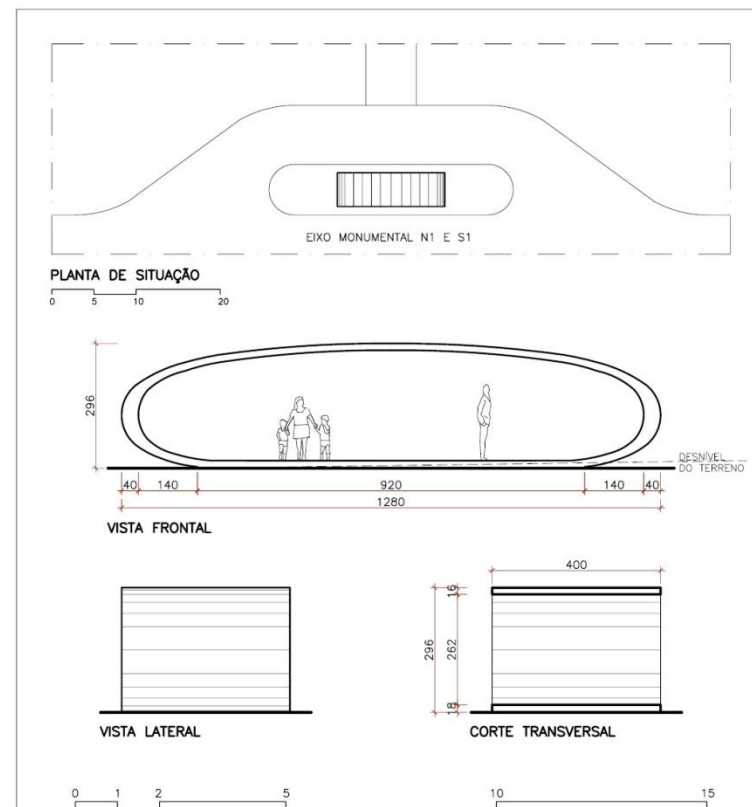 EIXO MONUMENTAL N1 E S1
PLANTA DE SITUAÇÃO
0 5 10 20
296
DESNÍVEL
DO TERRENO
40 140 920 140 40
1280
VISTA FRONTAL
400
16
296 262
18
VISTA LATERAL
CORTE TRANSVERSAL
0 1 2 5 10 15